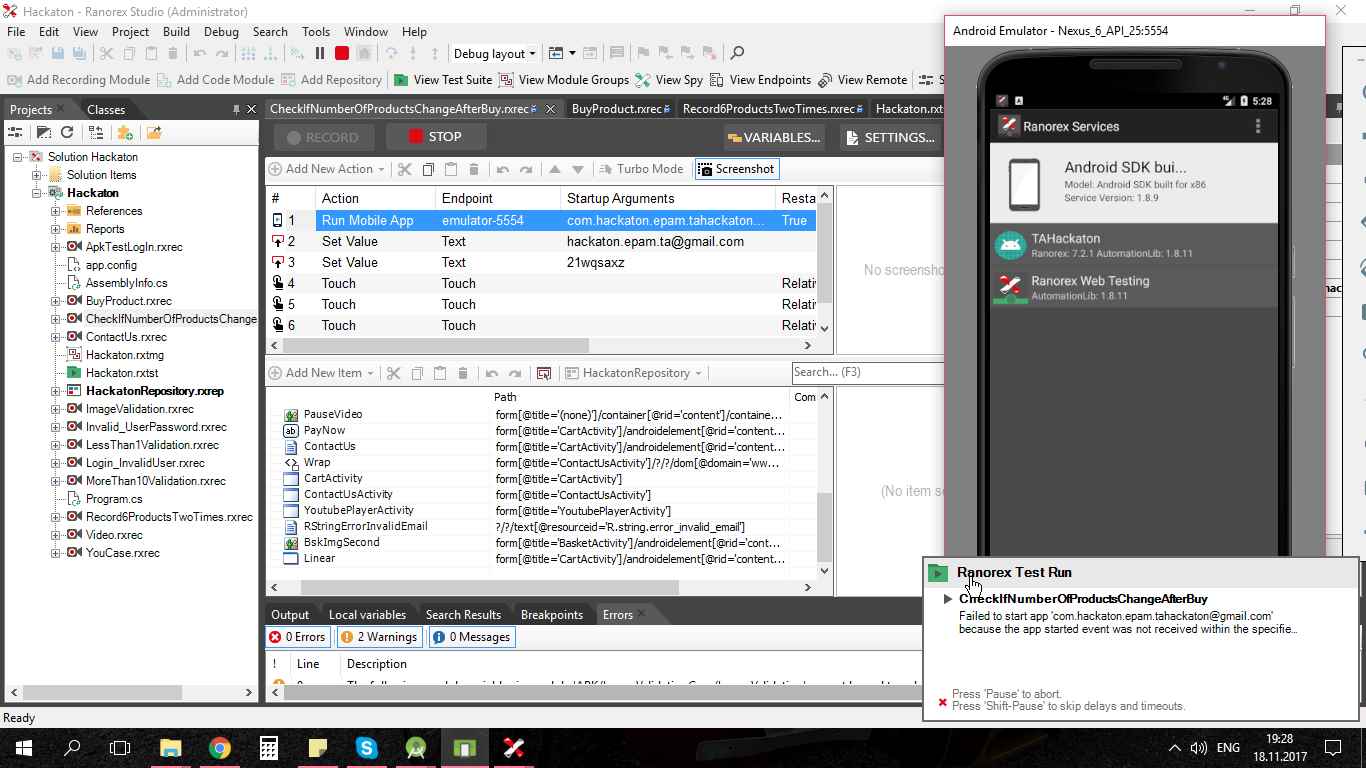 Hackaton - Ranorex Studio (Administrator)
File Edit View Project Build Debug Search Tools Window Help
Debug layout
Add Recording Module Add Code Module Add Repository View Test Suite View Module Groups View Spy View Endpoints View Remote S
Projects Classes
Solution Hackaton
Solution Items
Hackaton
References
Reports
ApkTestLogIn.rxrec
app.config
AssemblyInfo.cs
BuyProduct.rxrec
CheckIfNumberOfProductsChange
ContactUs.rxrec
Hackaton.rxtmg
Hackaton.rxtst
HackatonRepository.rxrep
ImageValidation.rxrec
Invalid_UserPassword.rxrec
LessThan1Validation.rxrec
Login_InvalidUser.rxrec
MoreThan10Validation.rxrec
Program.cs
Record6ProductsTwoTimes.rxrec
Video.rxrec
YouCase.rxrec
CheckIfNumberOfProductsChangeAfterBuy.rxrec BuyProduct.rxrec Record6ProductsTwoTimes.rxrec Hackaton.rxt
RECORD STOP VARIABLES... SETTINGS...
Add New Action Turbo Mode Screenshot
# Action Endpoint Startup Arguments Resta
1 Run Mobile App emulator-5554 com.hackaton.epam.tahackaton... True
2 Set Value Text hackaton.epam.ta@gmail.com
3 Set Value Text 21wqsaxz
4 Touch Touch Relati
5 Touch Touch Relati
6 Touch Touch Relati
No screensho
Add New Item HackatonRepository Search... (F3)
Path Com
PauseVideo form[@title='(none)']/container[@rid='content']/containe...
PayNow form[@title='CartActivity']/androidelement[@rid='content...
ContactUs form[@title='CartActivity']/androidelement[@rid='content...
Wrap form[@title='ContactUsActivity']/?/?/dom[@domain='ww...
CartActivity form[@title='CartActivity']
ContactUsActivity form[@title='ContactUsActivity']
YoutubePlayerActivity form[@title='YoutubePlayerActivity']
RStringErrorInvalidEmail ?/?/text[@resourceid='R.string.error_invalid_email']
BskImgSecond form[@title='BasketActivity']/androidelement[@rid='cont...
Linear form[@title='CartActivity']/androidelement[@rid='content...
(No item se
Output Local variables Search Results Breakpoints Errors
0 Errors 2 Warnings 0 Messages
! Line Description
Android Emulator - Nexus_6_API_25:5554
5:28
Ranorex Services
Android SDK bui...
Model: Android SDK built for x86
Service Version: 1.8.9
TAHackaton
Ranorex: 7.2.1 AutomationLib: 1.8.11
Ranorex Web Testing
AutomationLib: 1.8.11
hac
Ranorex Test Run
CheckIfNumberOfProductsChangeAfterBuy
Failed to start app 'com.hackaton.epam.tahackaton@gmail.com'
because the app started event was not received within the specifie...
Press 'Pause' to abort.
Press 'Shift-Pause' to skip delays and timeouts.
Ready
ENG
19:28
18.11.2017